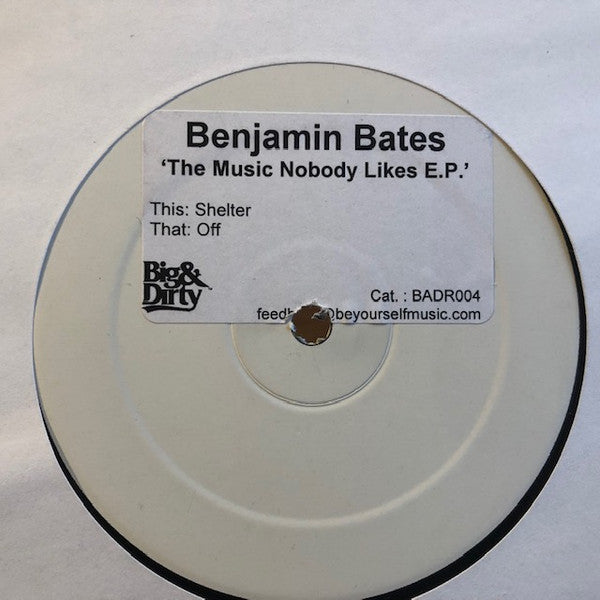 Benjamin Bates
‘The Music Nobody Likes E.P.’
This: Shelter
That: Off
Big&
Dirty
Cat. : BADR004
@beyourselfmusic.com